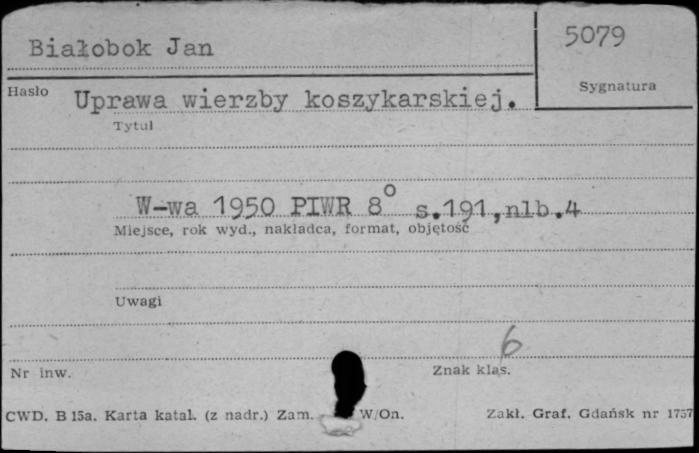 Białobok Jan
5079
Sygnatura
Hasło
Uprawa wierzby koszykarskiej.
Tytuł
W-wa 1950 PIWR 8° s.191,nlb.4
Miejsce, rok wyd., nakładca, format, objętość
Uwagi
6
Nr inw.
Znak klas.
CWD. B 15a. Karta katal. (z nadr.) Zam. W/On. Zakł. Graf. Gdańsk nr 1757